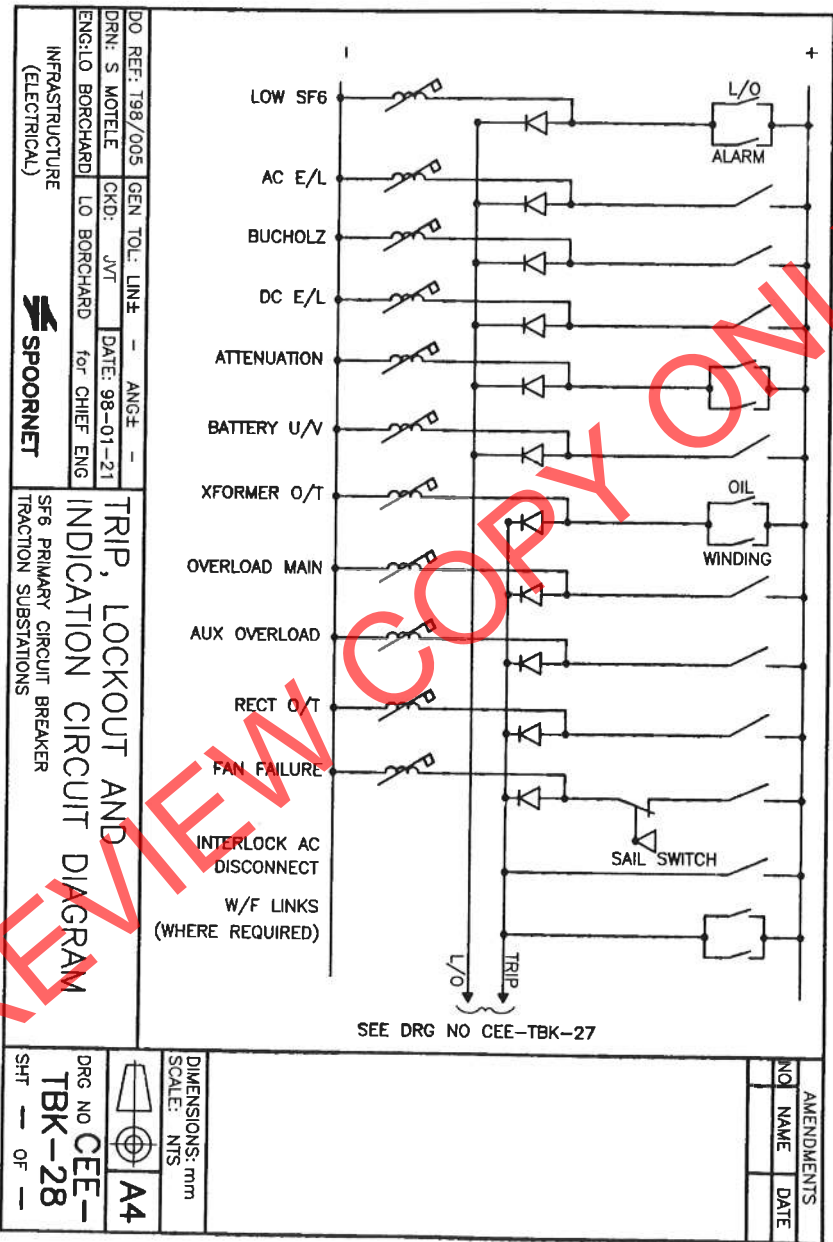 +
-
L/O
ALARM
LOW SF6
AC E/L
BUCHOLZ
DC E/L
ATTENUATION
BATTERY U/V
XFORMER O/T
OIL
WINDING
OVERLOAD MAIN
AUX OVERLOAD
RECT O/T
FAN FAILURE
SAIL SWITCH
INTERLOCK AC
DISCONNECT
W/F LINKS
(WHERE REQUIRED)
L/O
TRIP
SEE DRG NO CEE-TBK-27
AMENDMENTS
NO NAME DATE
DIMENSIONS: mm
SCALE: NTS
A4
DRG NO CEE-
TBK-28
SHT — OF —
DO REF: T98/005 GEN TOL: LIN± - ANG± -
DRN: S MOTELE CKD: JVT DATE: 98-01-21
ENG:LO BORCHARD LO BORCHARD for CHIEF ENG
INFRASTRUCTURE
(ELECTRICAL)
SPOORNET
TRIP, LOCKOUT AND
INDICATION CIRCUIT DIAGRAM
SF6 PRIMARY CIRCUIT BREAKER
TRACTION SUBSTATIONS
REVIEW COPY ONL